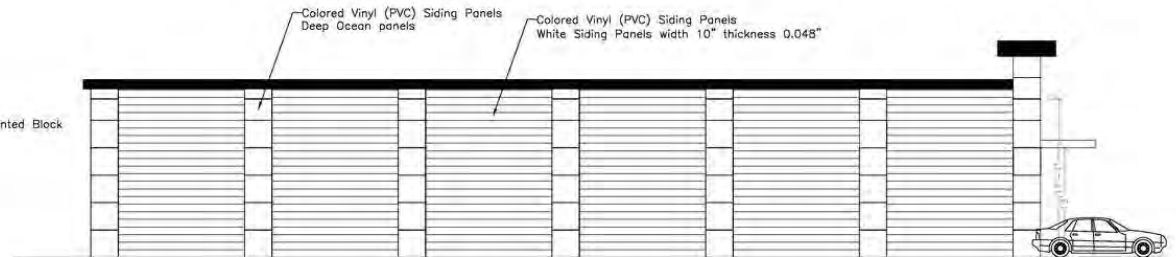 Colored Vinyl (PVC) Siding Panels
Deep Ocean panels
Colored Vinyl (PVC) Siding Panels
White Siding Panels width 10" thickness 0.048"
nted Block